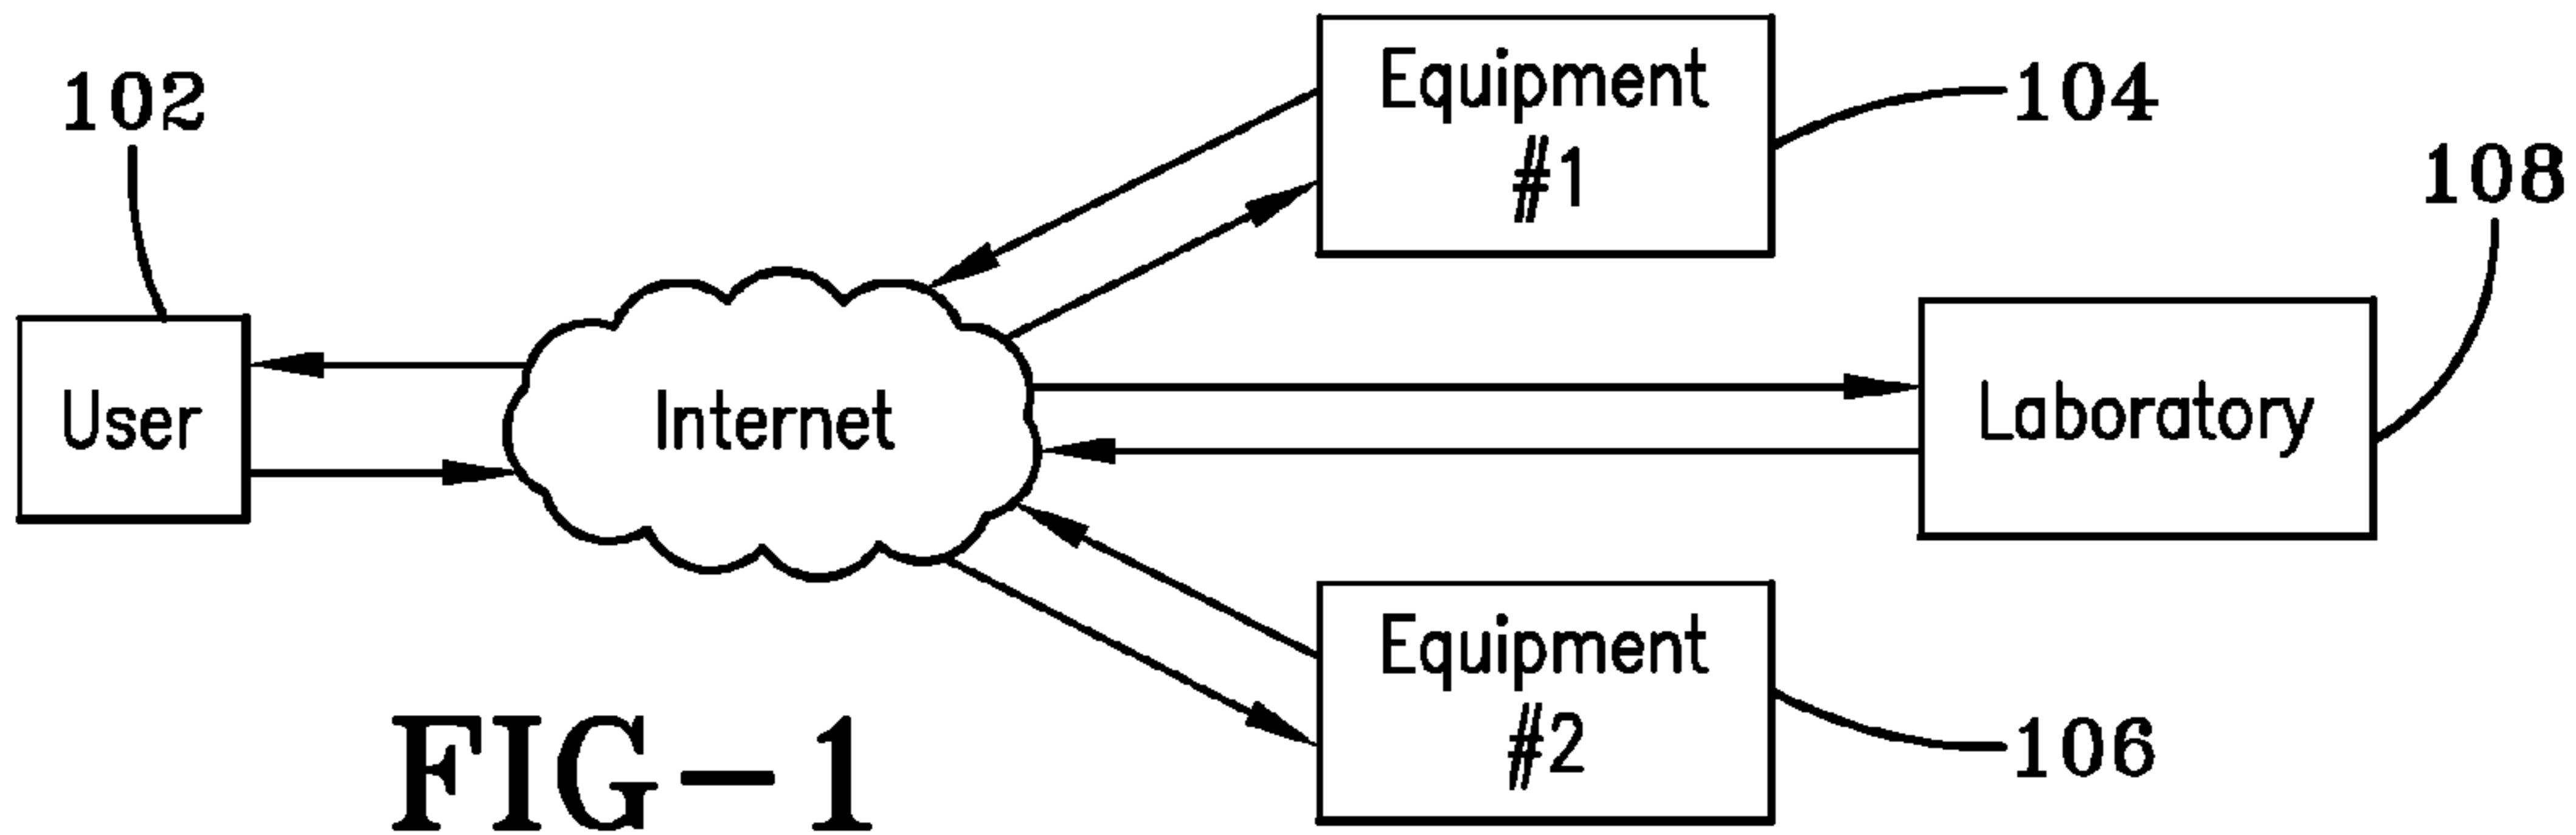 102
Equipment
#1
104
108
User
Internet
Laboratory
Equipment
#2
106
FIG-1